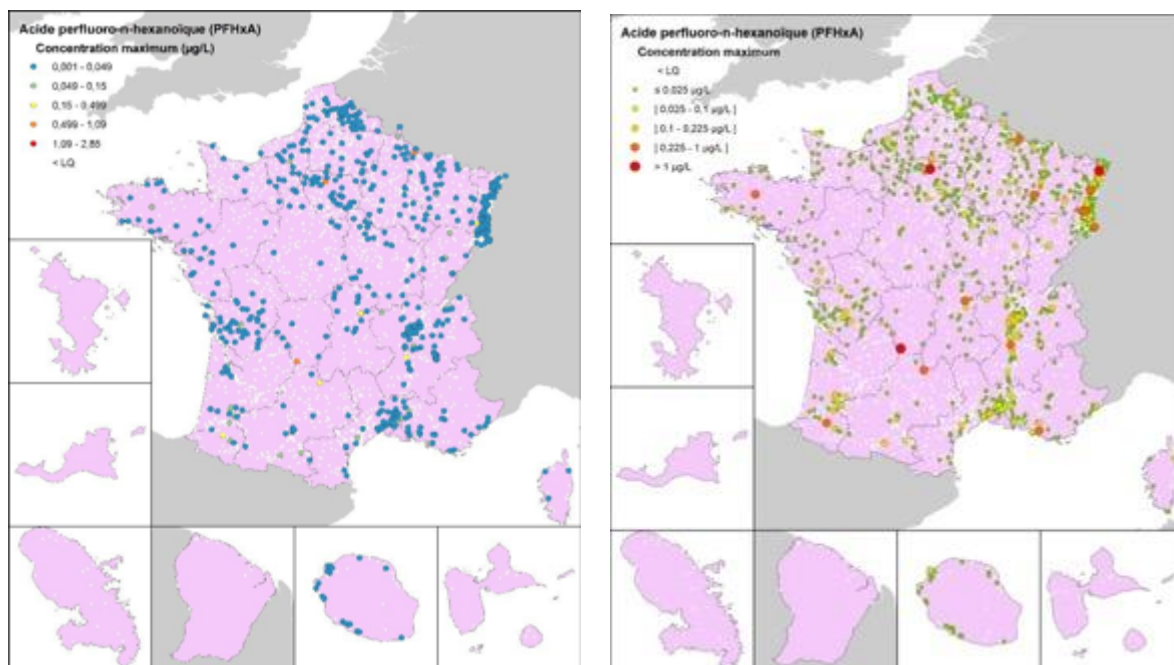 Acide perfluoro-n-hexanoïque (PFHxA)
Concentration maximum (µg/L)
0,001 - 0,049
0,049 - 0,15
0,15 - 0,499
0,499 - 1,09
1,09 - 2,88
< LQ
Acide perfluoro-n-hexanoïque (PFHxA)
Concentration maximum
< LQ
≤ 0,025 µg/L
] 0,025 - 0,1 µg/L ]
] 0,1 - 0,225 µg/L ]
] 0,225 - 1 µg/L ]
> 1 µg/L